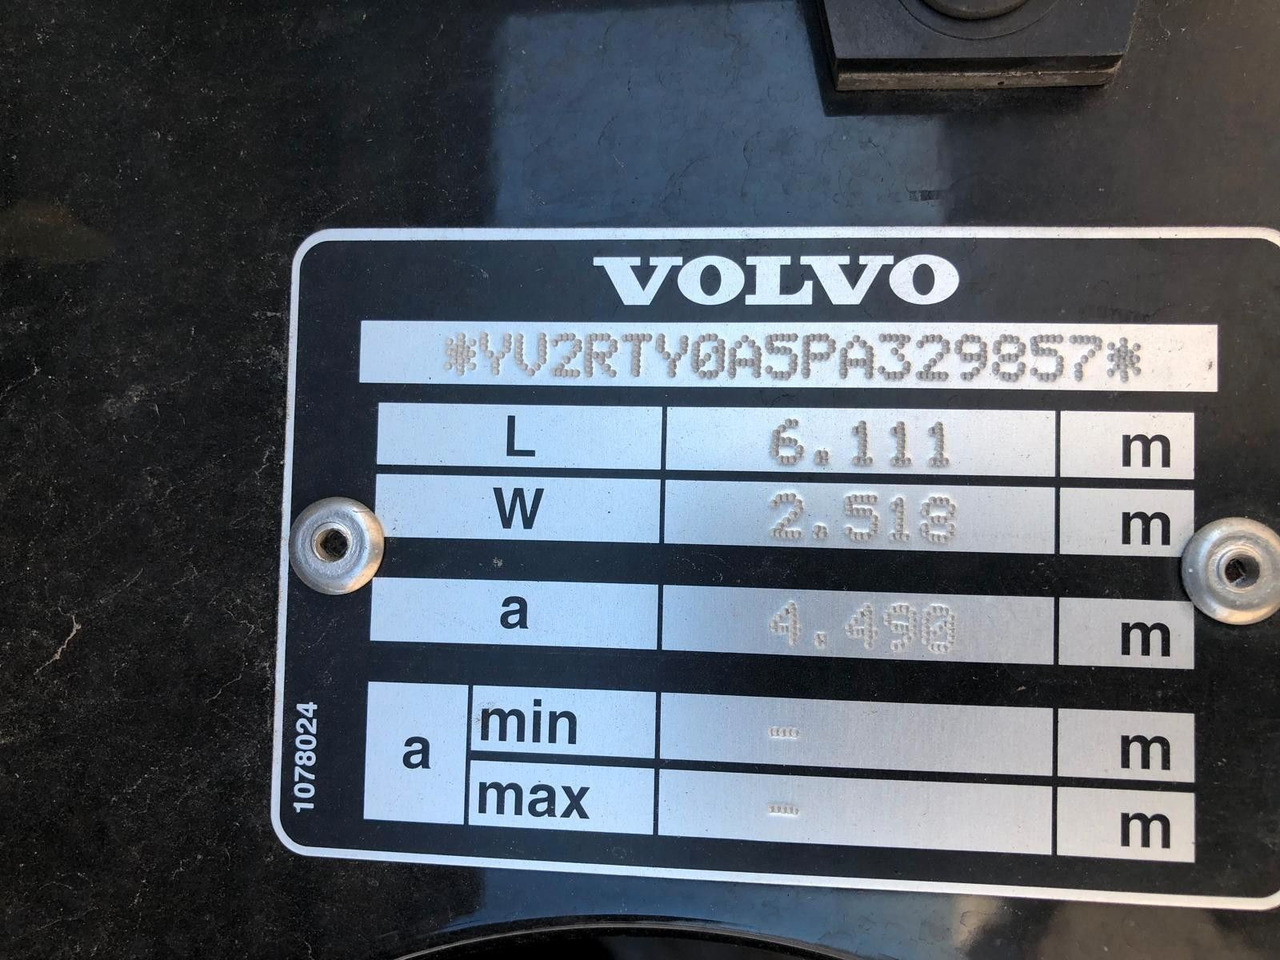 VOLVO
*YV2RTY0A5PA329857*
L 6.111 m
W 2.518 m
a 4.490 m
a min - m
max - m
1078024